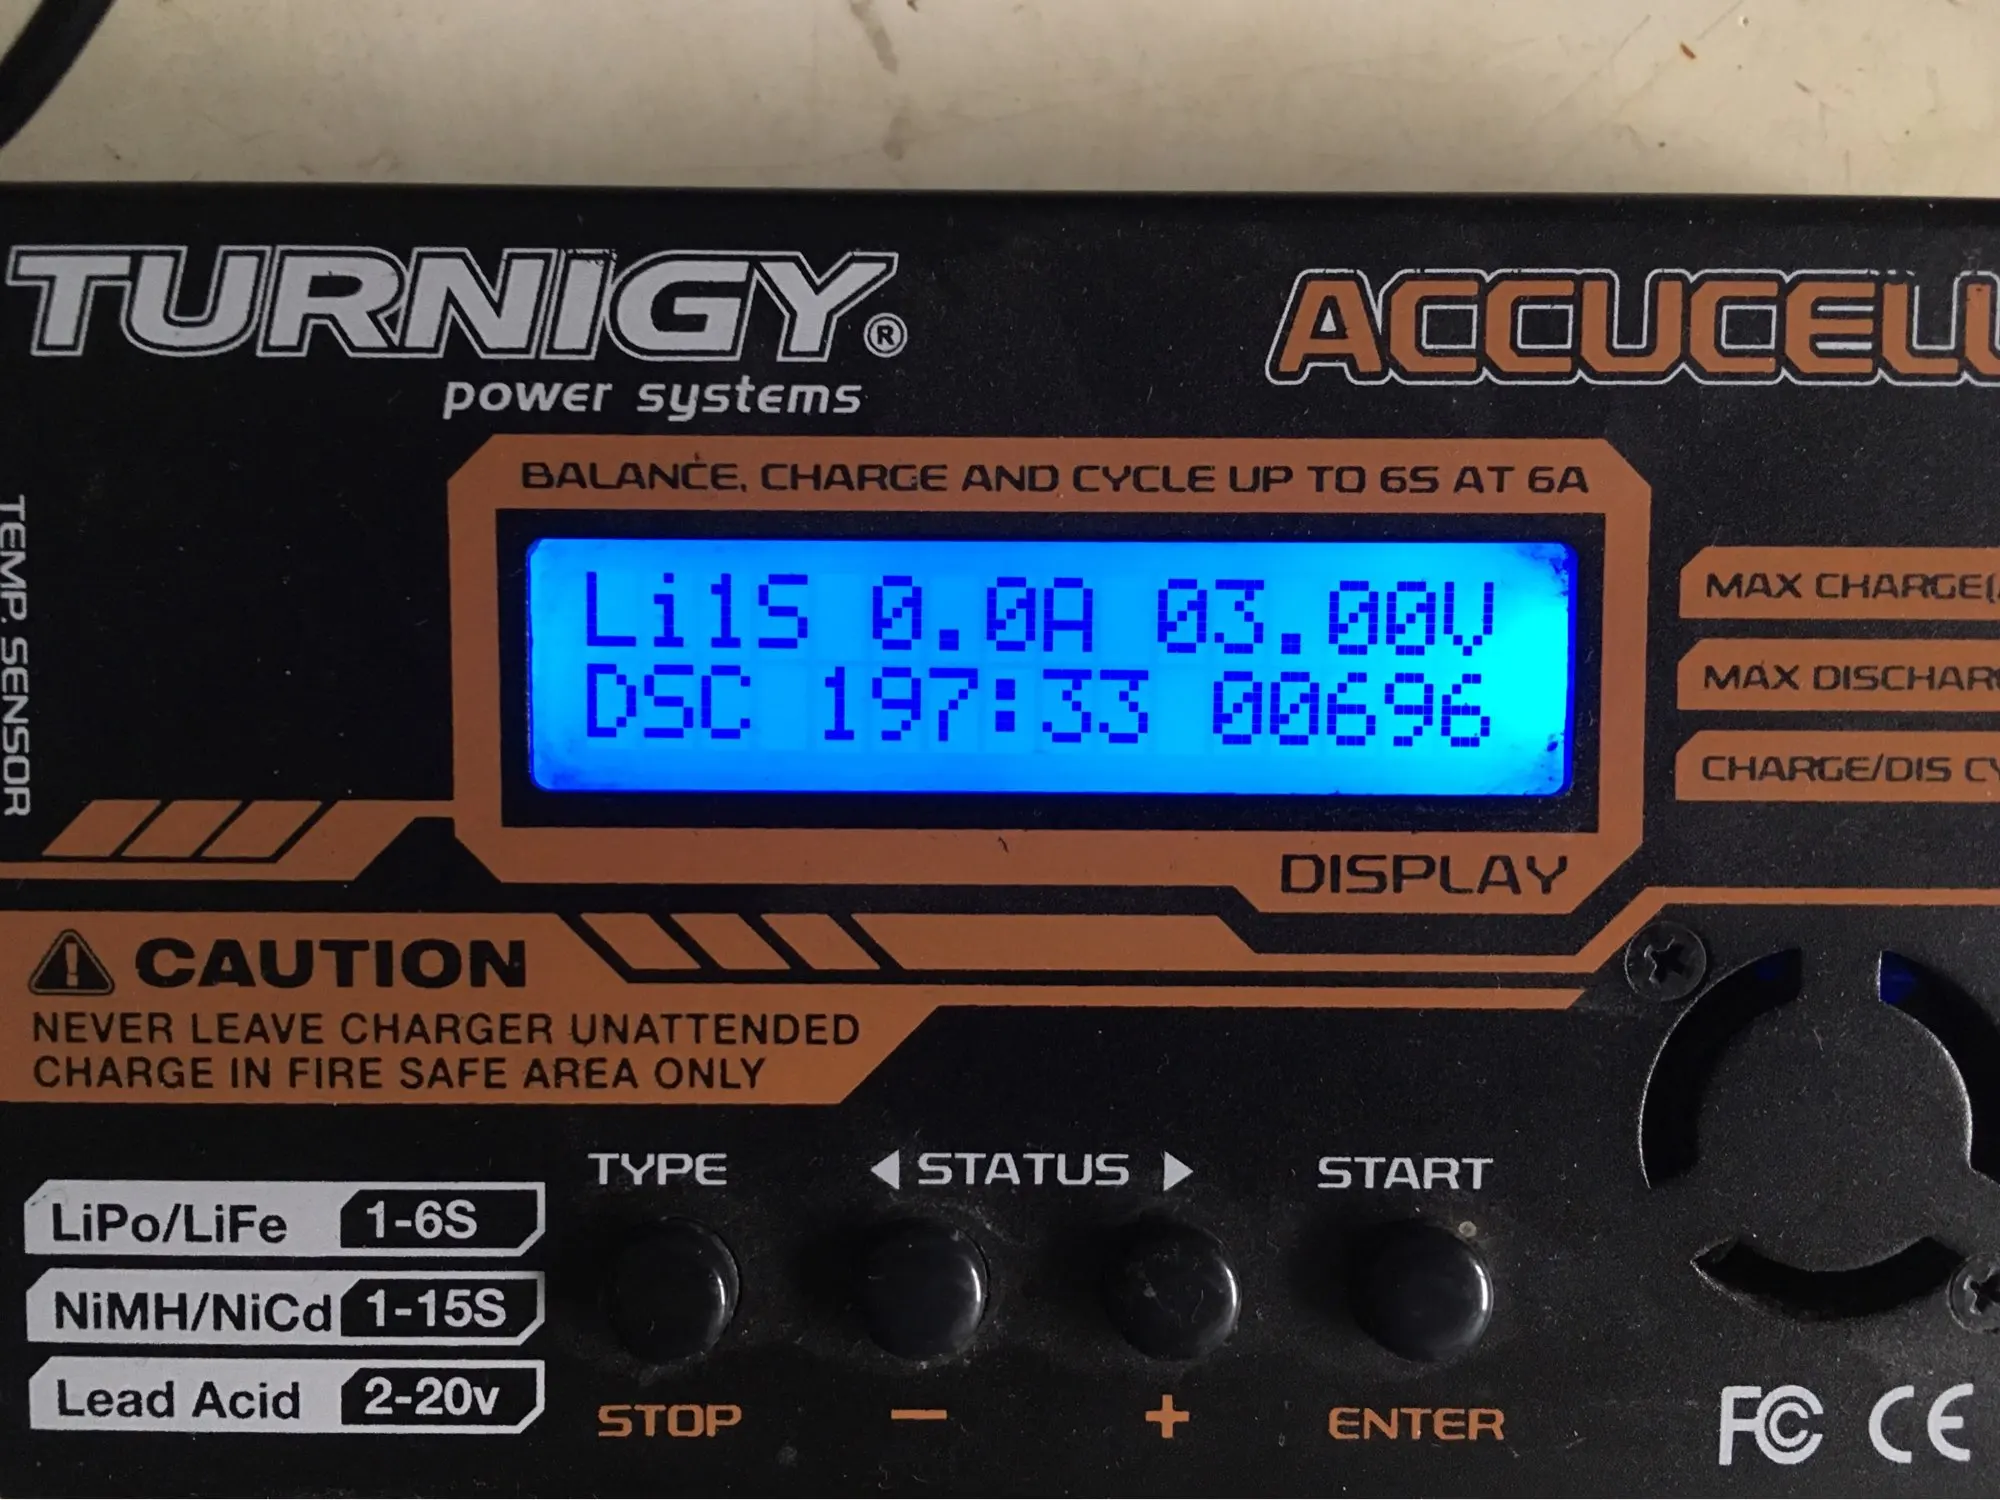 TURNIGY®
power systems
ACCUCELL
TEMP. SENSOR
BALANCE, CHARGE AND CYCLE UP TO 6S AT 6A
Li1S 0.0A 03.00V
DSC 197:33 00696
DISPLAY
MAX CHARGE(
MAX DISCHAR
CHARGE/DIS CY
CAUTION
NEVER LEAVE CHARGER UNATTENDED
CHARGE IN FIRE SAFE AREA ONLY
TYPE ◀ STATUS ▶ START
LiPo/LiFe 1-6S
NiMH/NiCd 1-15S
Lead Acid 2-20v
STOP − + ENTER
FC CE